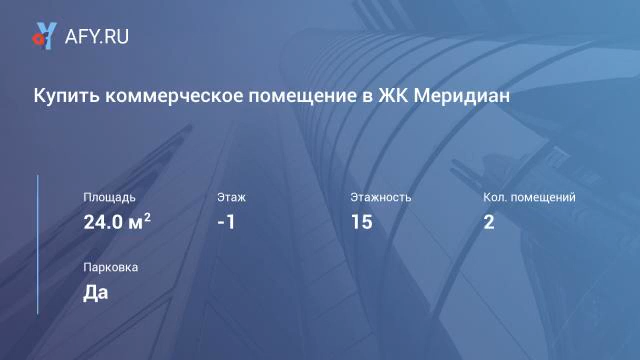 AFY.RU
Купить коммерческое помещение в ЖК Меридиан
Площадь Этаж Этажность Кол. помещений
24.0 м² -1 15 2
Парковка
Да